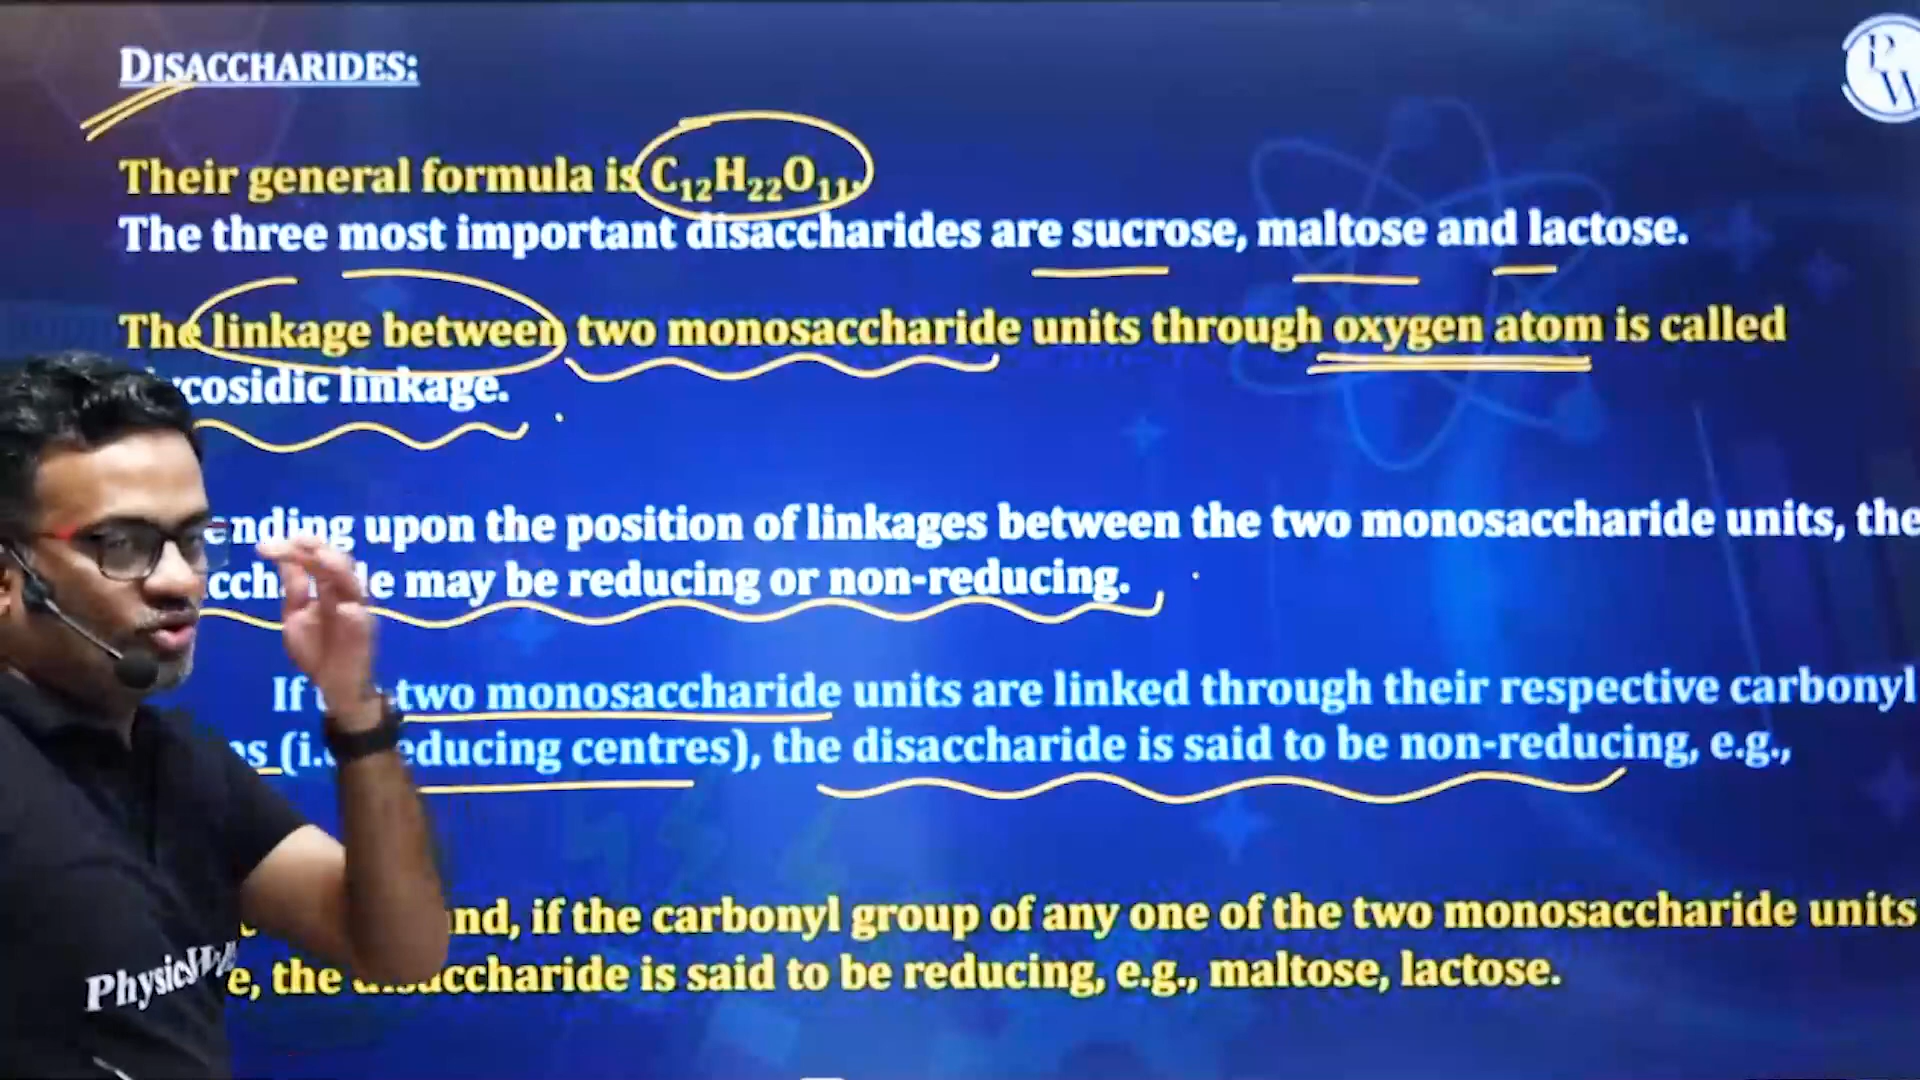 DISACCHARIDES:
P
W
Their general formula is C₁₂H₂₂O₁₁.
The three most important disaccharides are sucrose, maltose and lactose.
The linkage between two monosaccharide units through oxygen atom is called
cosidic linkage.
ending upon the position of linkages between the two monosaccharide units, the
may be reducing or non-reducing.
If two monosaccharide units are linked through their respective carbonyl
(i. educing centres), the disaccharide is said to be non-reducing, e.g.,
nd, if the carbonyl group of any one of the two monosaccharide units
e, the accharide is said to be reducing, e.g., maltose, lactose.